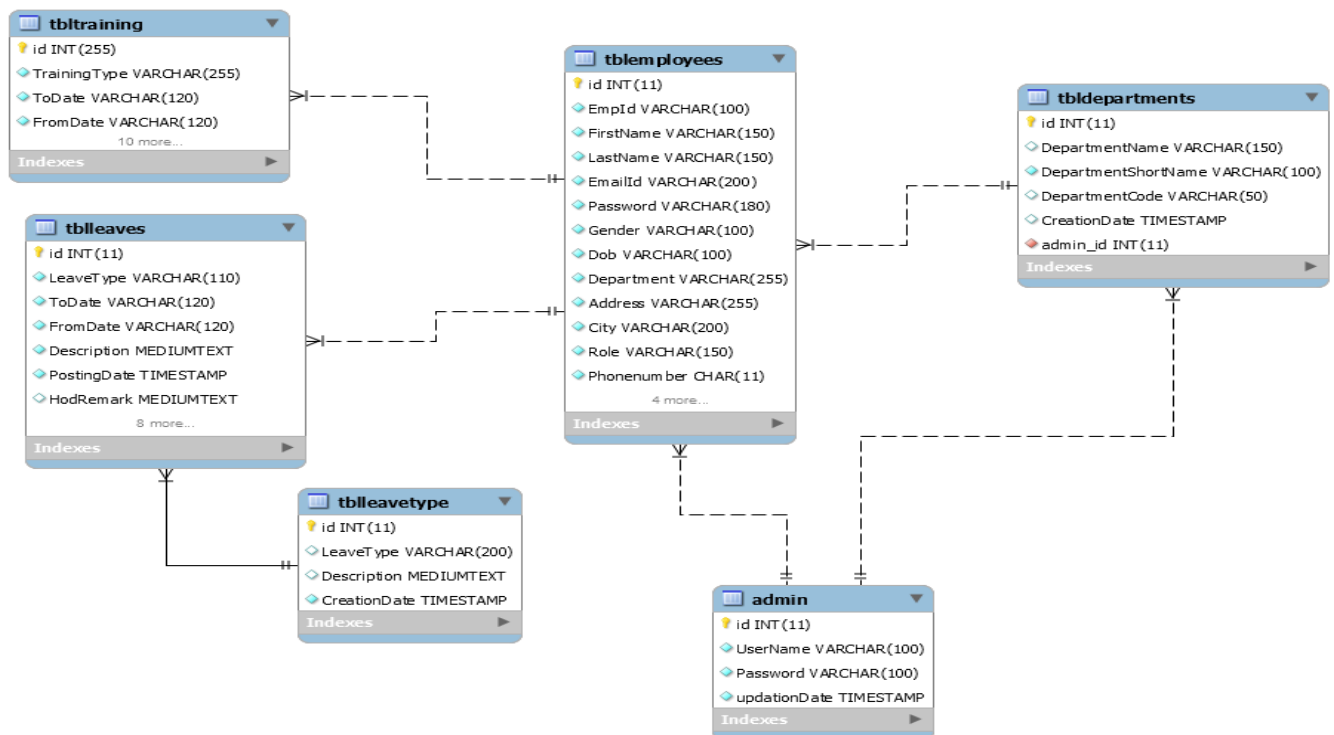 tbltraining
id INT(255)
TrainingType VARCHAR(255)
ToDate VARCHAR(120)
FromDate VARCHAR(120)
10 more...
Indexes
tblleaves
id INT(11)
LeaveType VARCHAR(110)
ToDate VARCHAR(120)
FromDate VARCHAR(120)
Description MEDIUMTEXT
PostingDate TIMESTAMP
HodRemark MEDIUMTEXT
8 more...
Indexes
tblleavetype
id INT(11)
LeaveType VARCHAR(200)
Description MEDIUMTEXT
CreationDate TIMESTAMP
Indexes
tblemployees
id INT(11)
EmpId VARCHAR(100)
FirstName VARCHAR(150)
LastName VARCHAR(150)
EmailId VARCHAR(200)
Password VARCHAR(180)
Gender VARCHAR(100)
Dob VARCHAR(100)
Department VARCHAR(255)
Address VARCHAR(255)
City VARCHAR(200)
Role VARCHAR(150)
Phonenumber CHAR(11)
4 more...
Indexes
tbldepartments
id INT(11)
DepartmentName VARCHAR(150)
DepartmentShortName VARCHAR(100)
DepartmentCode VARCHAR(50)
CreationDate TIMESTAMP
admin_id INT(11)
Indexes
admin
id INT(11)
UserName VARCHAR(100)
Password VARCHAR(100)
updationDate TIMESTAMP
Indexes